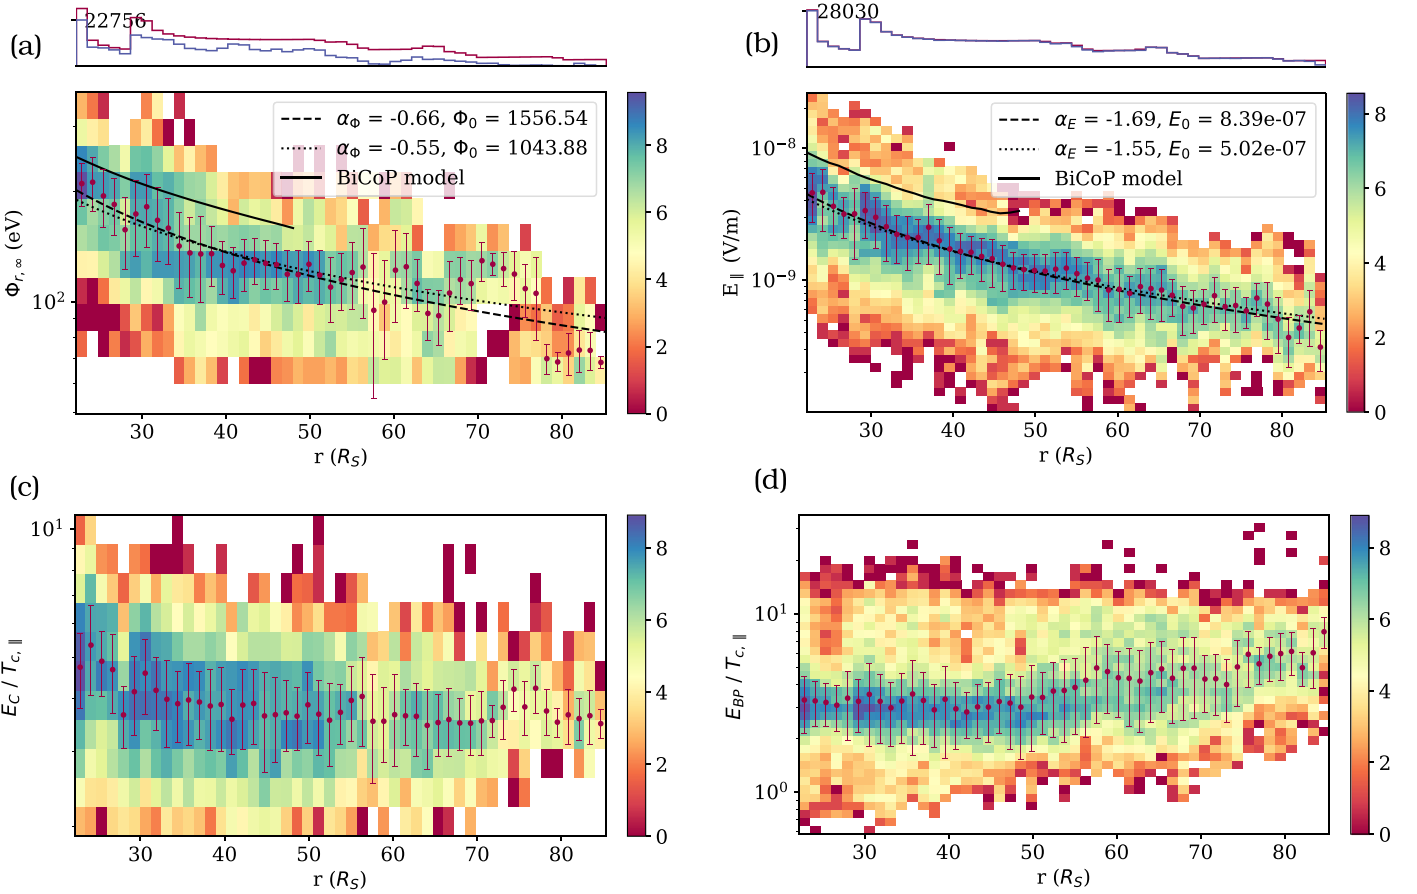 (a)
22756
α_Φ = -0.66, Φ_0 = 1556.54
α_Φ = -0.55, Φ_0 = 1043.88
BiCoP model
Φ_{r,∞} (eV)
10^2
30 40 50 60 70 80
r (R_S)
0 2 4 6 8
(b)
28030
α_E = -1.69, E_0 = 8.39e-07
α_E = -1.55, E_0 = 5.02e-07
BiCoP model
E_∥ (V/m)
10^-8
10^-9
30 40 50 60 70 80
r (R_S)
0 2 4 6 8
(c)
E_C / T_{c,∥}
10^1
30 40 50 60 70 80
r (R_S)
0 2 4 6 8
(d)
E_{BP} / T_{c,∥}
10^1
10^0
30 40 50 60 70 80
r (R_S)
0 2 4 6 8